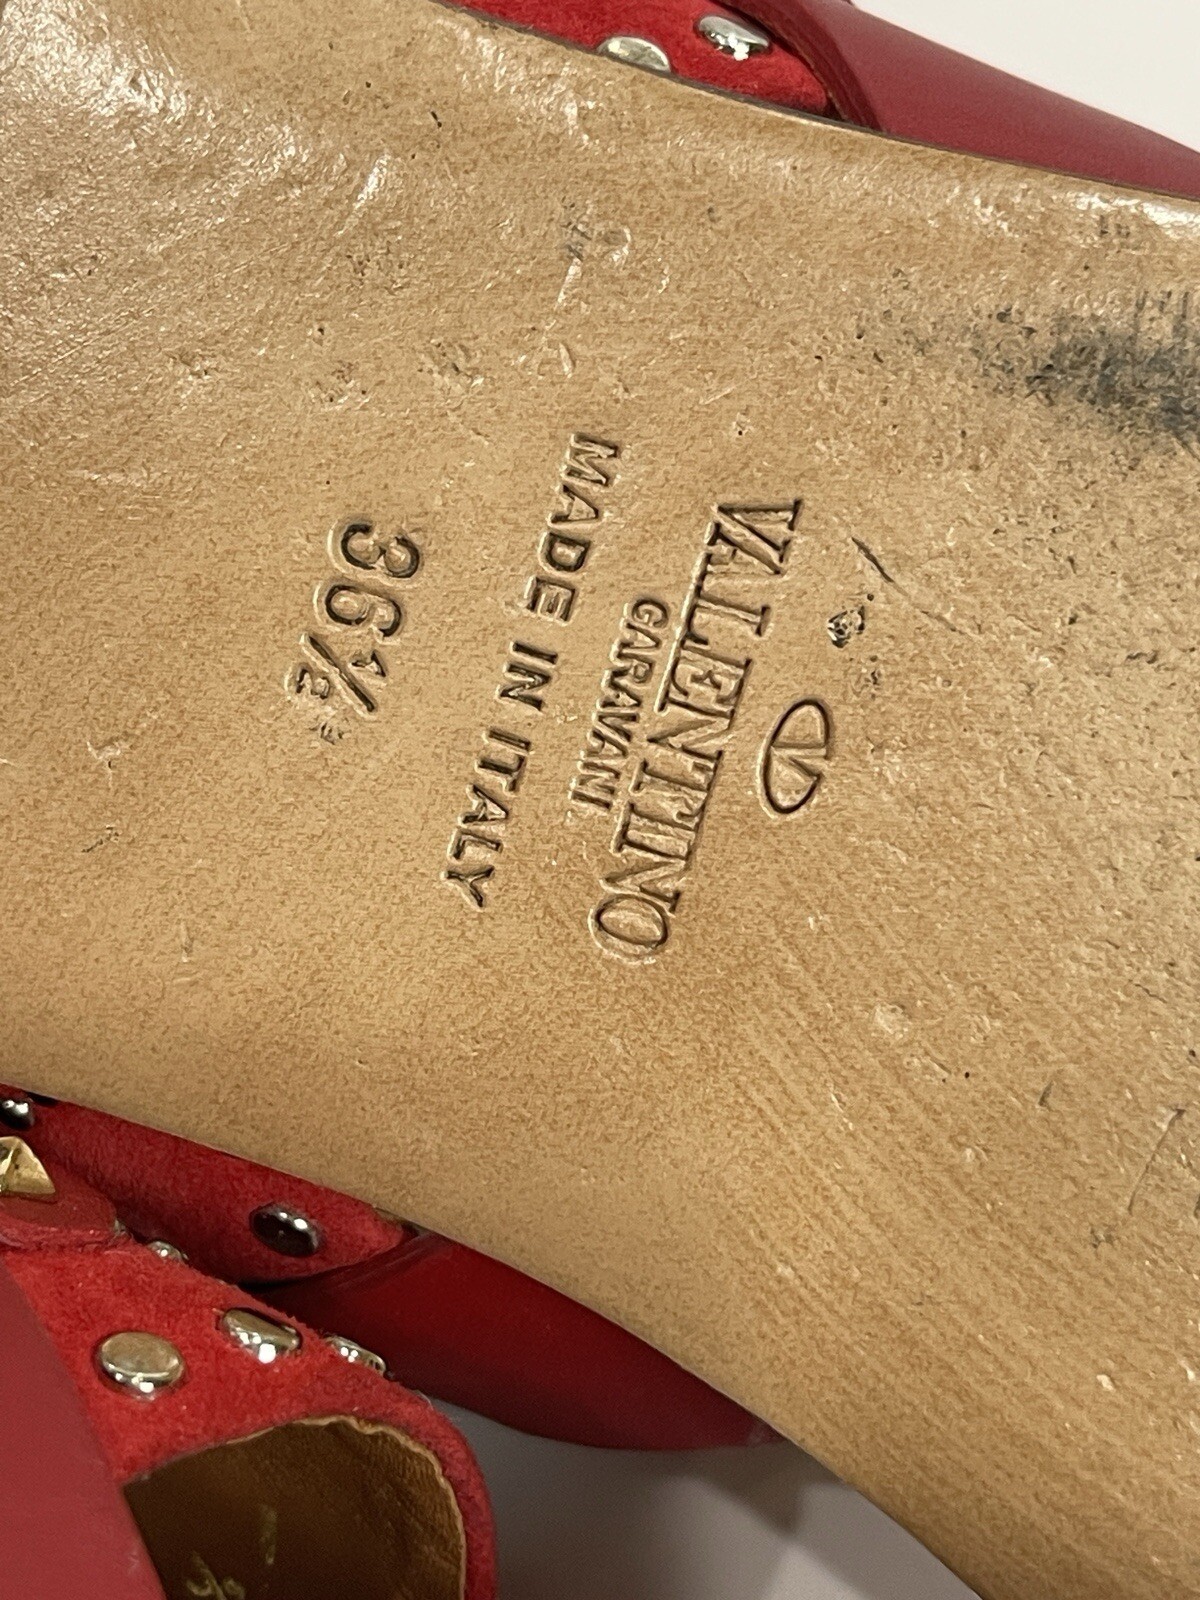 V
VALENTINO
GARAVANI
MADE IN ITALY
36½